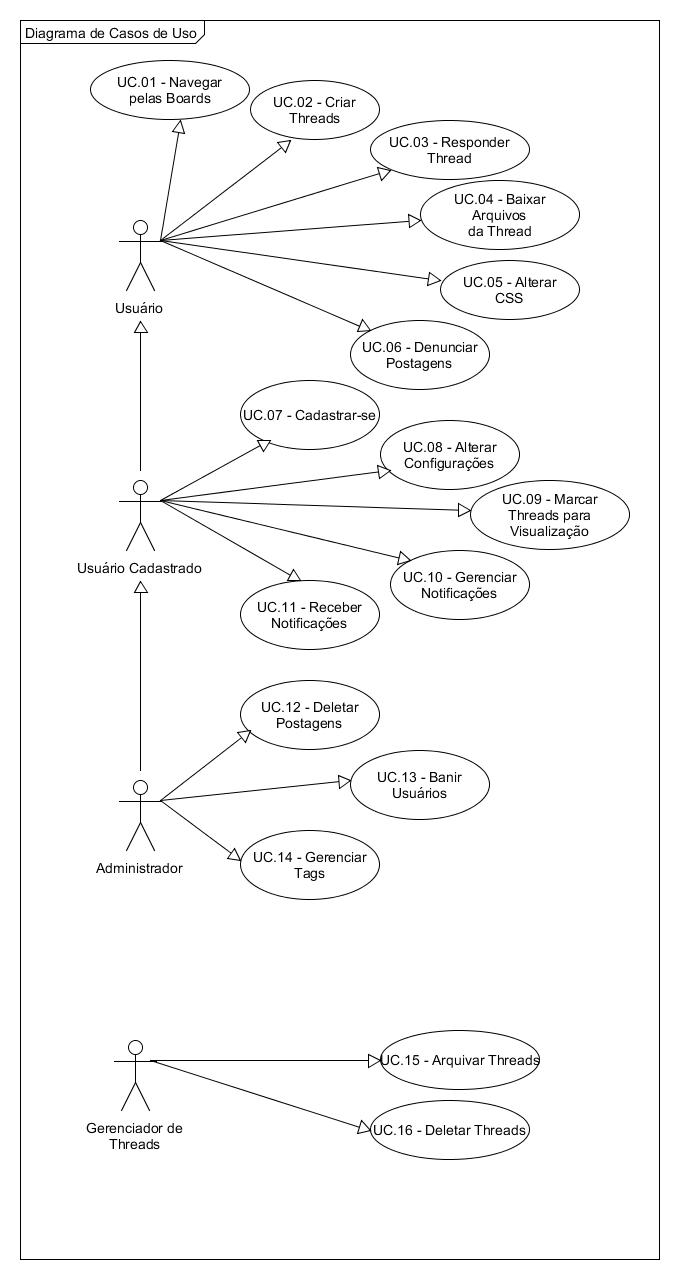 Diagrama de Casos de Uso
UC.01 - Navegar
pelas Boards
UC.02 - Criar
Threads
UC.03 - Responder
Thread
UC.04 - Baixar
Arquivos
da Thread
UC.05 - Alterar
CSS
UC.06 - Denunciar
Postagens
Usuário
UC.07 - Cadastrar-se
UC.08 - Alterar
Configurações
UC.09 - Marcar
Threads para
Visualização
UC.10 - Gerenciar
Notificações
UC.11 - Receber
Notificações
Usuário Cadastrado
UC.12 - Deletar
Postagens
UC.13 - Banir
Usuários
UC.14 - Gerenciar
Tags
Administrador
UC.15 - Arquivar Threads
UC.16 - Deletar Threads
Gerenciador de
Threads